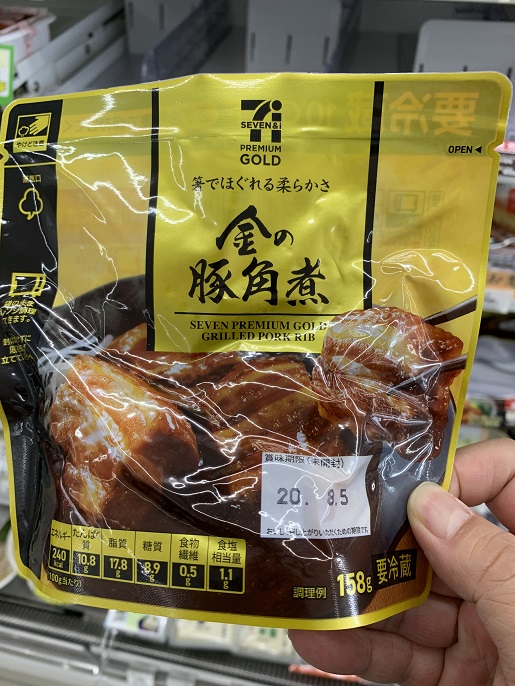 SEVEN&i
PREMIUM
GOLD
OPEN
やけど注意
蒸気口
箸でほぐれる柔らかさ
金の
豚角煮
SEVEN PREMIUM GOLD
GRILLED PORK RIB
要冷
賞味期限(未開封)
20. 8.5
エネルギー
240
kcal
たんぱく
質
10.8
g
脂質
17.8
g
糖質
8.9
g
食物
繊維
0.5
g
食塩
相当量
1.1
g
100g当たり)
調理例
158g
要冷蔵